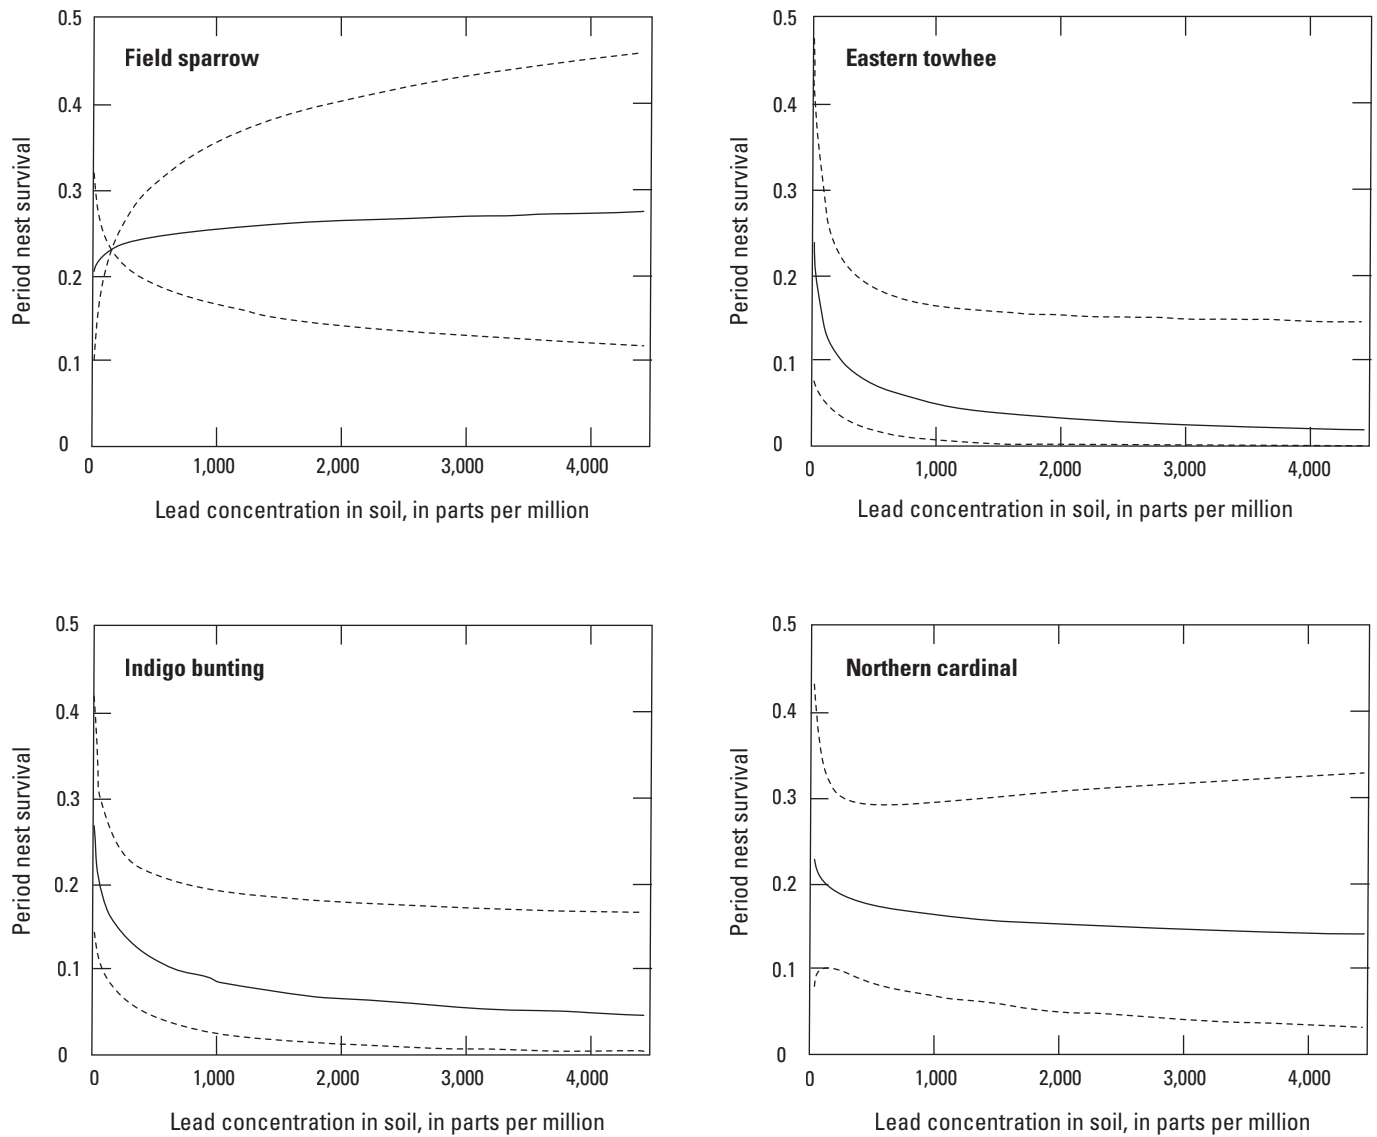 0.5
0.4
0.3
0.2
0.1
0
Period nest survival
Field sparrow
0 1,000 2,000 3,000 4,000
Lead concentration in soil, in parts per million
0.5
0.4
0.3
0.2
0.1
0
Period nest survival
Eastern towhee
0 1,000 2,000 3,000 4,000
Lead concentration in soil, in parts per million
0.5
0.4
0.3
0.2
0.1
0
Period nest survival
Indigo bunting
0 1,000 2,000 3,000 4,000
Lead concentration in soil, in parts per million
0.5
0.4
0.3
0.2
0.1
0
Period nest survival
Northern cardinal
0 1,000 2,000 3,000 4,000
Lead concentration in soil, in parts per million